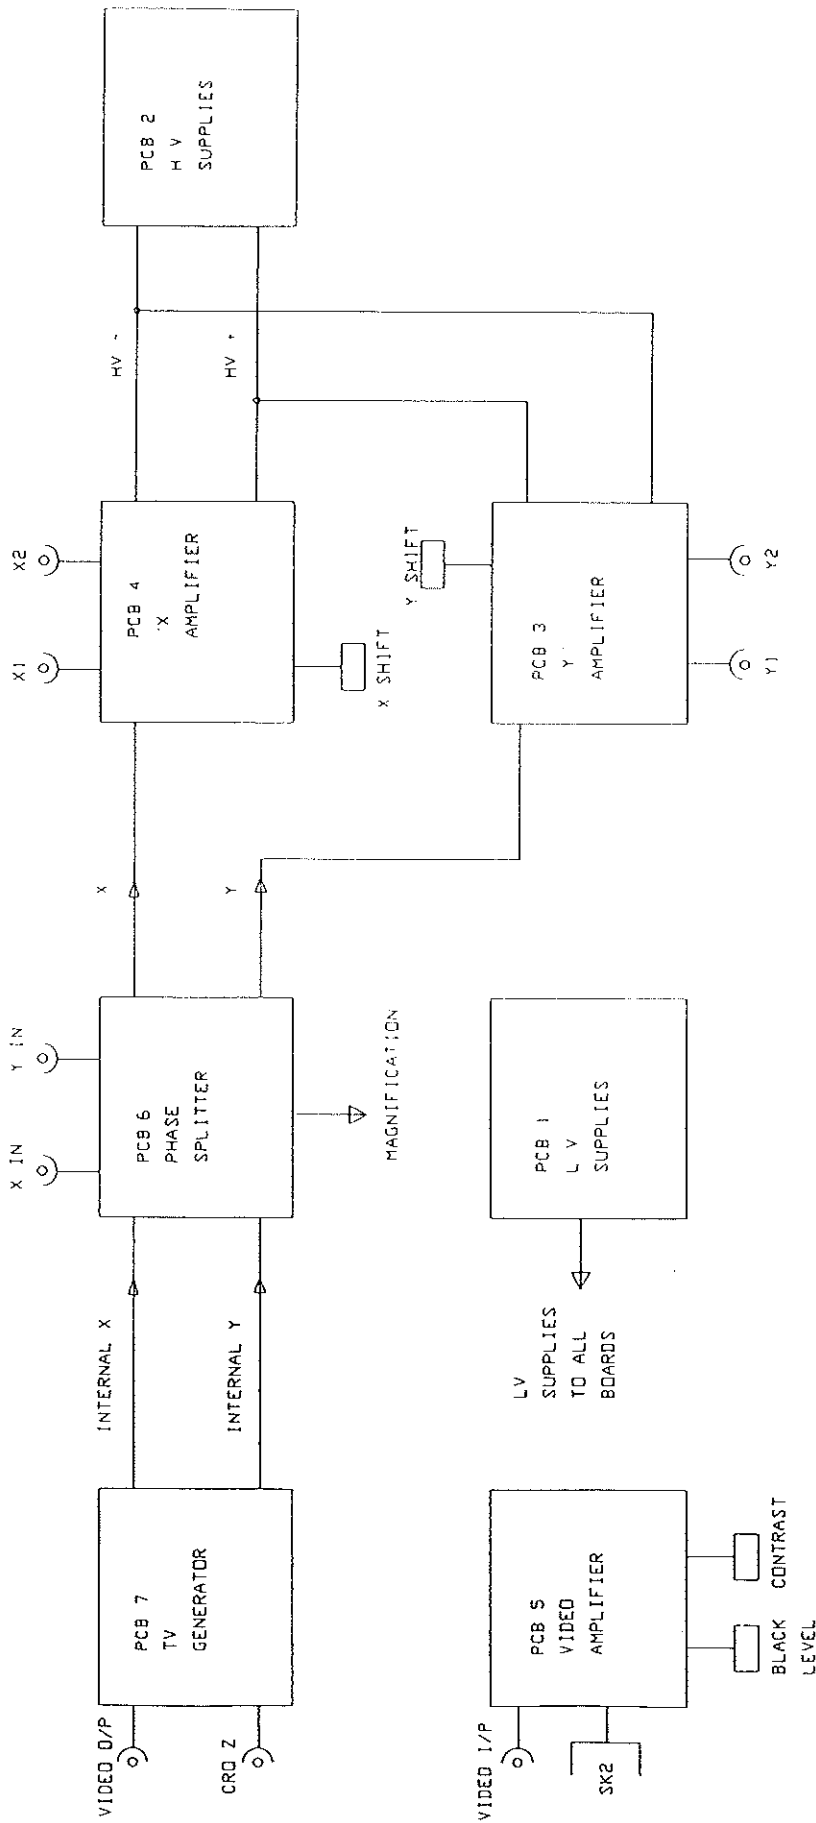 VIDEO O/P
CRO Z
PCB 7
TV
GENERATOR
INTERNAL X
INTERNAL Y
X IN
Y IN
PCB 6
PHASE
SPLITTER
MAGNIFICATION
X
Y
X1
X2
PCB 4
'X
AMPLIFIER
X SHIFT
HV -
HV +
PCB 2
H V
SUPPLIES
VIDEO I/P
SK2
PCB 5
VIDEO
AMPLIFIER
BLACK
LEVEL
CONTRAST
LV
SUPPLIES
TO ALL
BOARDS
PCB 1
L V
SUPPLIES
Y SHIFT
PCB 3
Y'
AMPLIFIER
Y1
Y2